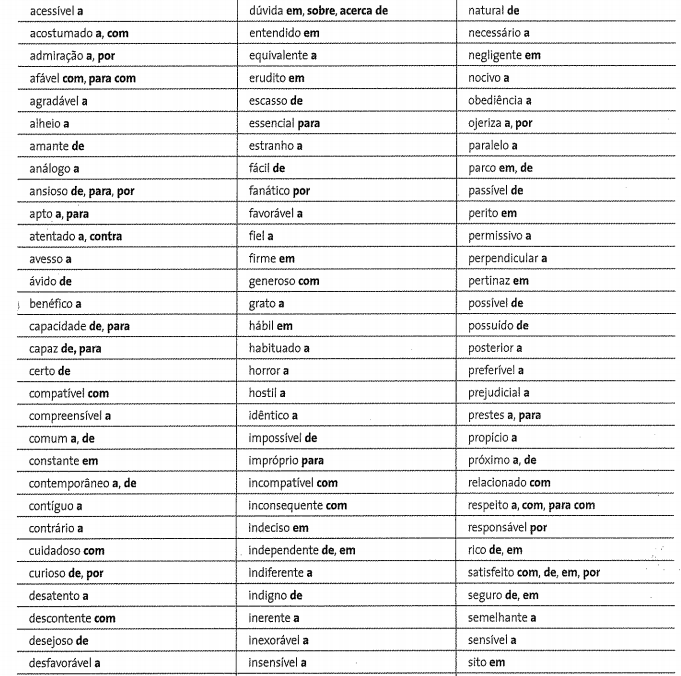 acessível a
acostumado a, com
admiração a, por
afável com, para com
agradável a
alheio a
amante de
análogo a
ansioso de, para, por
apto a, para
atentado a, contra
avesso a
ávido de
benéfico a
capacidade de, para
capaz de, para
certo de
compatível com
compreensível a
comum a, de
constante em
contemporâneo a, de
contíguo a
contrário a
cuidadoso com
curioso de, por
desatento a
descontente com
desejoso de
desfavorável a
dúvida em, sobre, acerca de
entendido em
equivalente a
erudito em
escasso de
essencial para
estranho a
fácil de
fanático por
favorável a
fiel a
firme em
generoso com
grato a
hábil em
habituado a
horror a
hostil a
idêntico a
impossível de
impróprio para
incompatível com
inconsequente com
indeciso em
independente de, em
indiferente a
indigno de
inerente a
inexorável a
insensível a
natural de
necessário a
negligente em
nocivo a
obediência a
ojeriza a, por
paralelo a
parco em, de
passível de
perito em
permissivo a
perpendicular a
pertinaz em
possível de
possuído de
posterior a
preferível a
prejudicial a
prestes a, para
propício a
próximo a, de
relacionado com
respeito a, com, para com
responsável por
rico de, em
satisfeito com, de, em, por
seguro de, em
semelhante a
sensível a
sito em